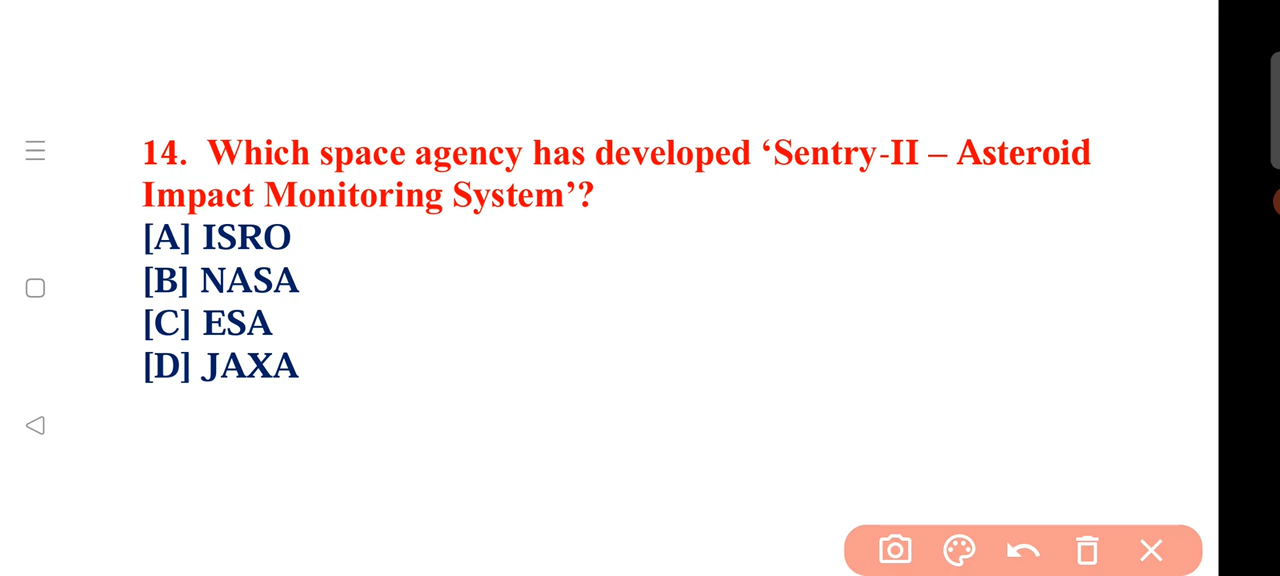 14.  Which space agency has developed ‘Sentry-II – Asteroid
Impact Monitoring System’?
[A] ISRO
[B] NASA
[C] ESA
[D] JAXA